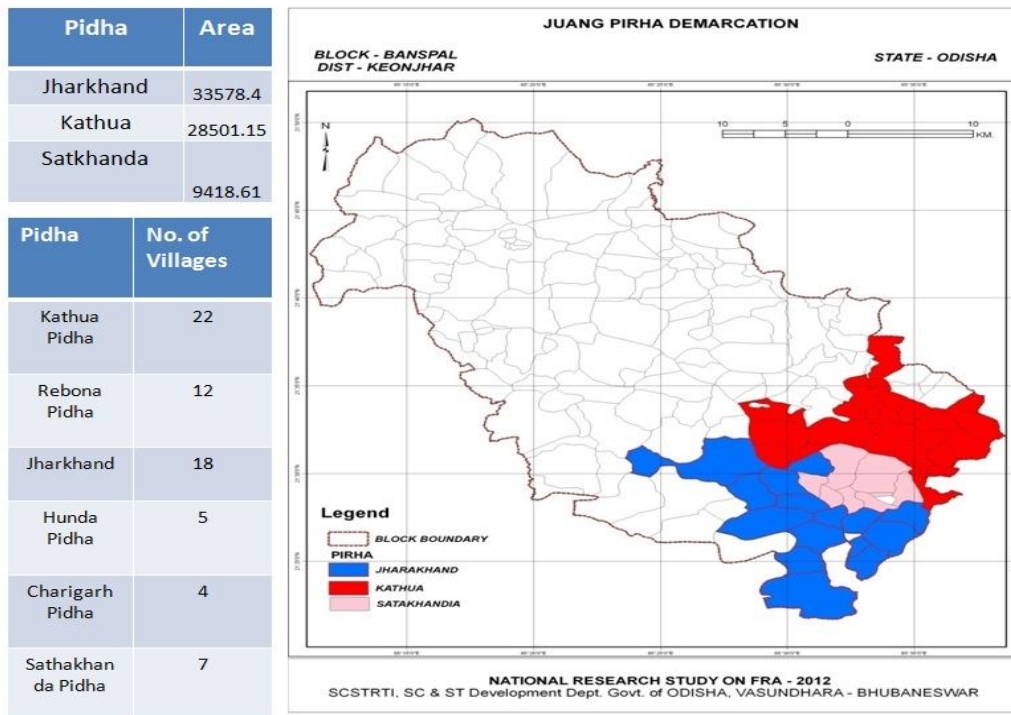 Pidha Area
Jharkhand 33578.4
Kathua 28501.15
Satkhanda 9418.61
Pidha No. of
Villages
Kathua
Pidha 22
Rebona
Pidha 12
Jharkhand 18
Hunda
Pidha 5
Charigarh
Pidha 4
Sathakhan
da Pidha 7
JUANG PIRHA DEMARCATION
BLOCK - BANSPAL
DIST - KEONJHAR
STATE - ODISHA
N
10 5 0 10
KM.
Legend
BLOCK BOUNDARY
PIRHA
JHARAKHAND
KATHUA
SATAKHANDIA
NATIONAL RESEARCH STUDY ON FRA - 2012
SCSTRTI, SC & ST Development Dept. Govt. of ODISHA, VASUNDHARA - BHUBANESWAR